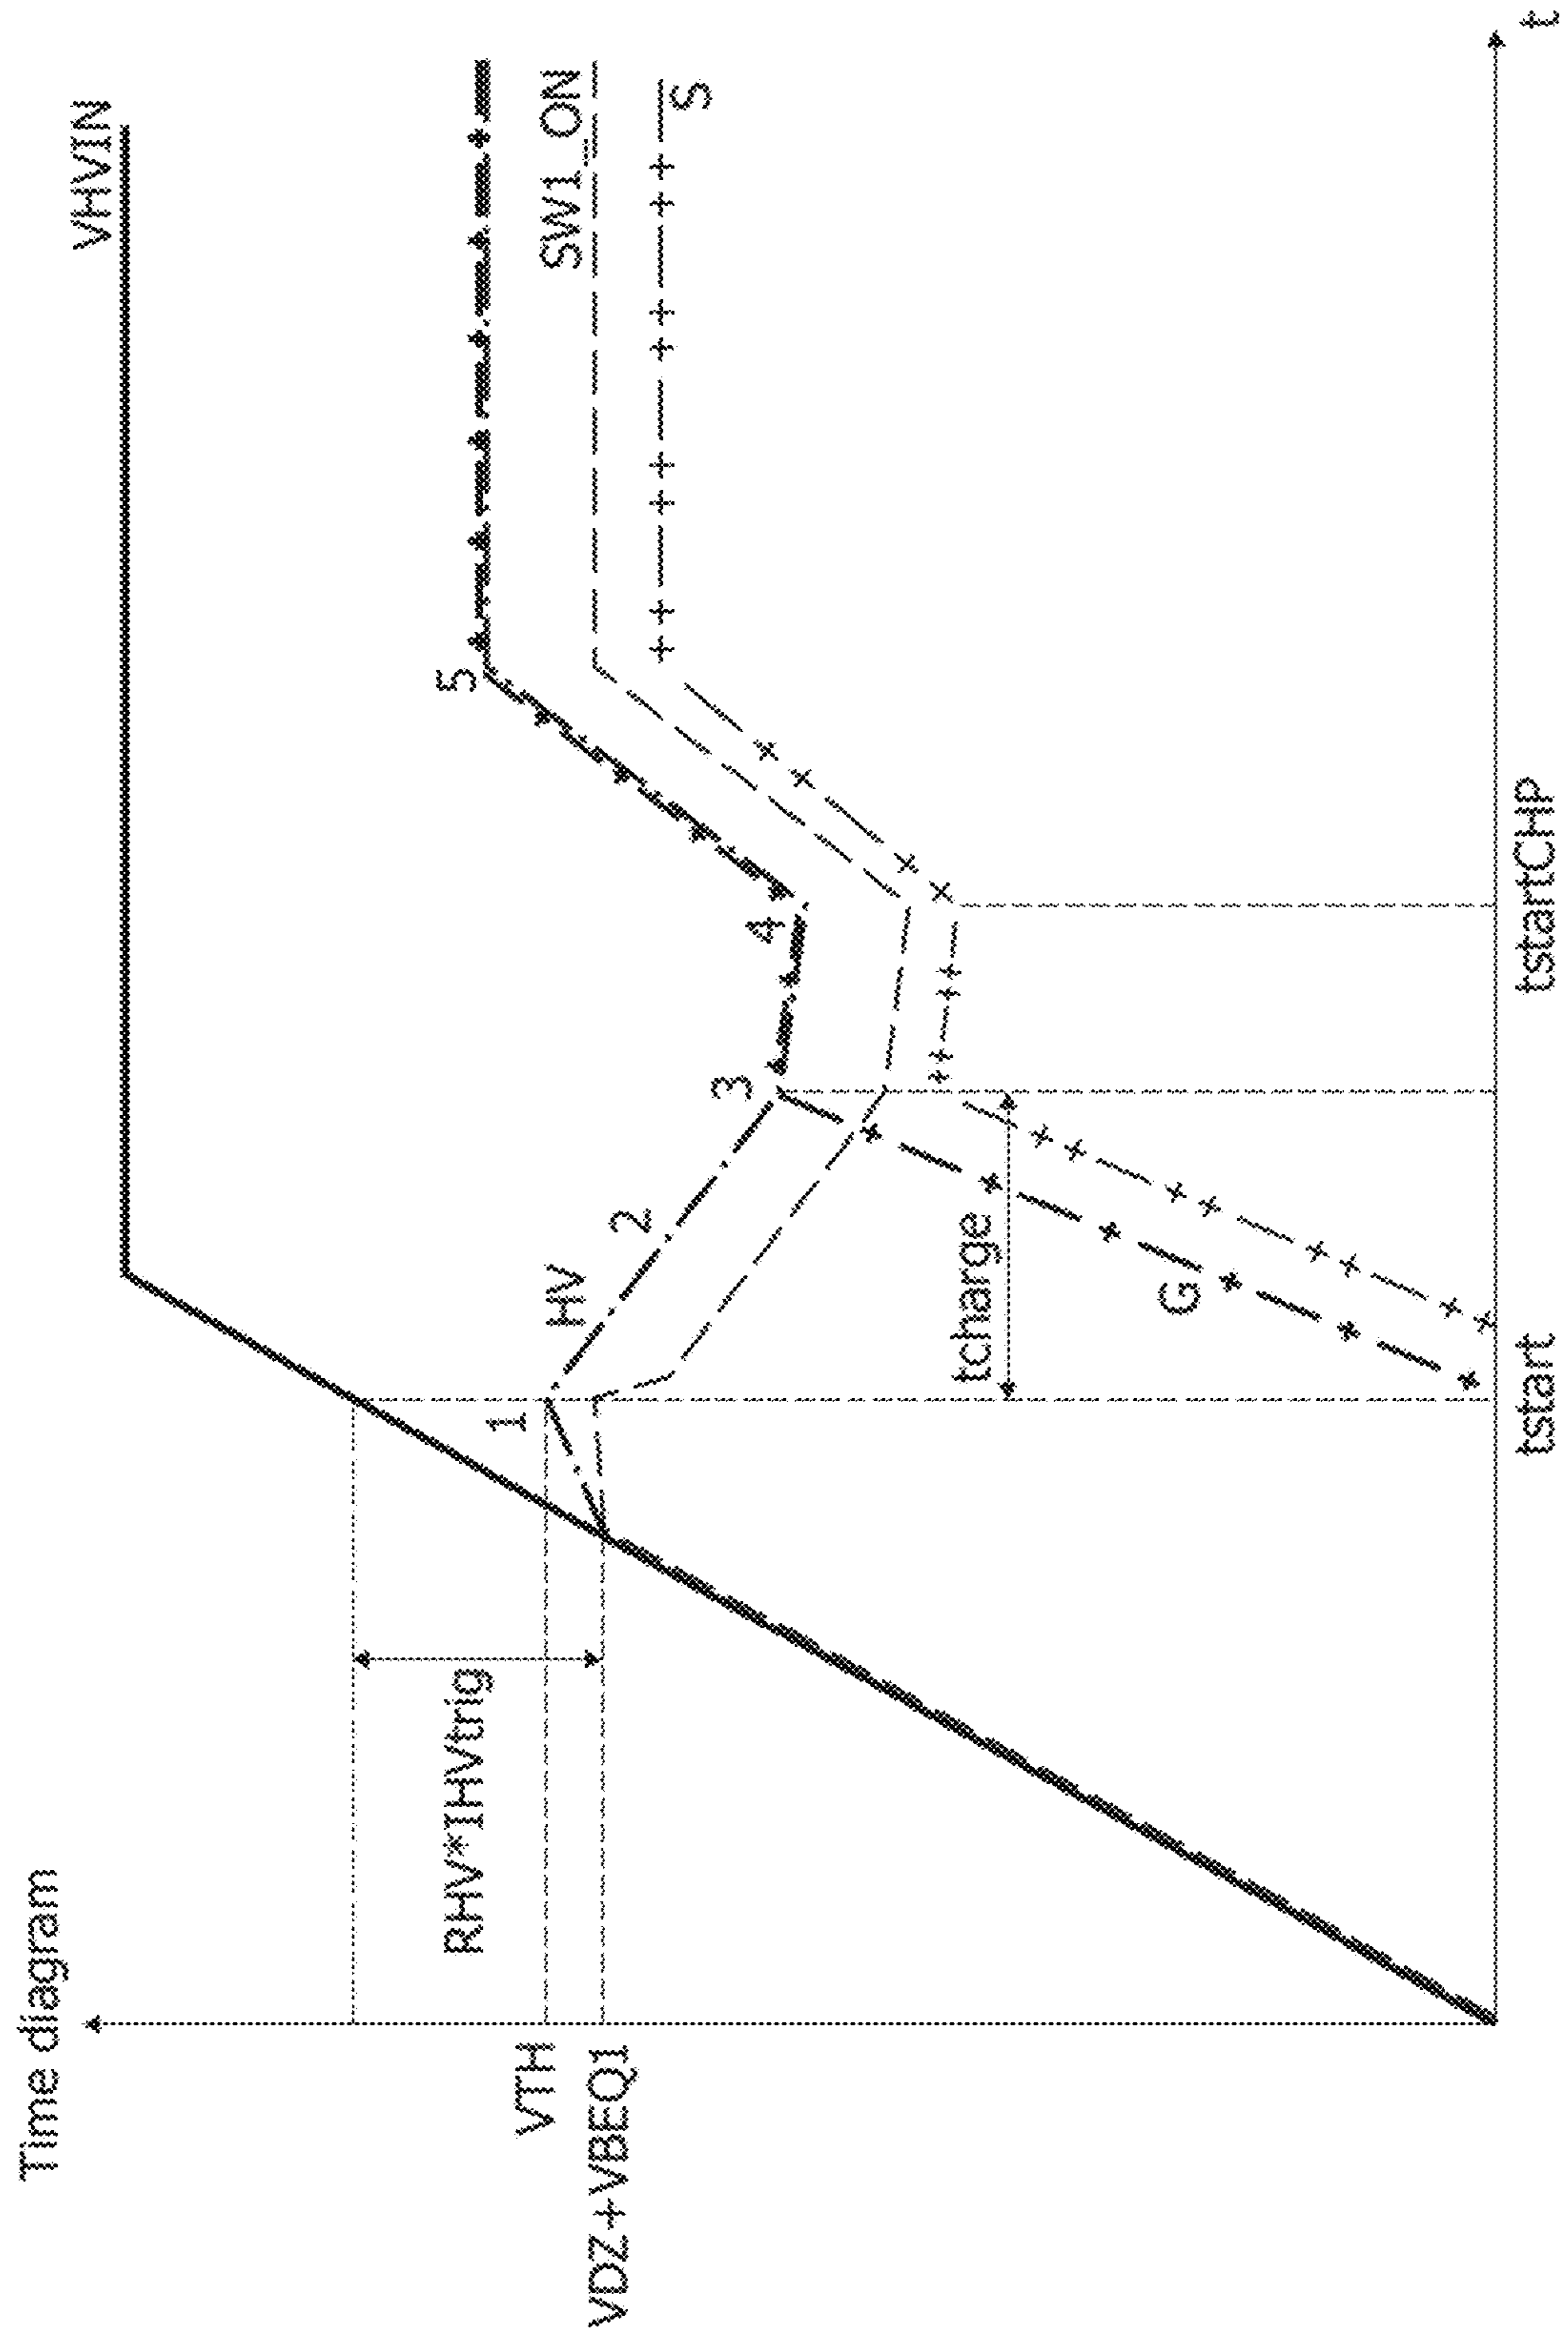 Time diagram
VHVIN
RHV*IHVtrig
VTH
VDZ+VBEQ1
1
HV
2
3
4
5
SW1_ON
S
tcharge
G
tstart
tstartCHP
t